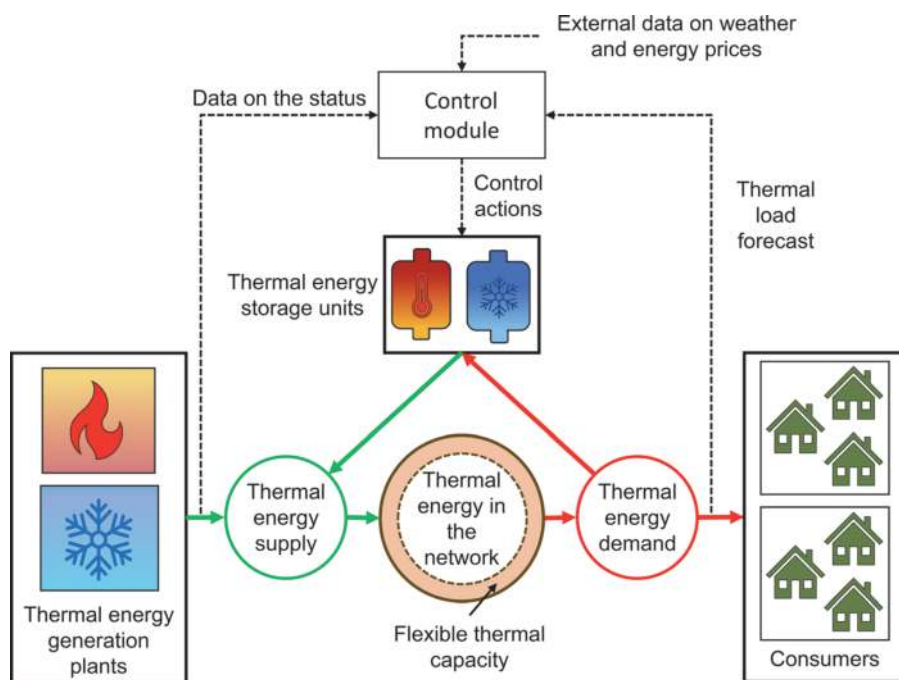 External data on weather
and energy prices
Data on the status
Control
module
Control
actions
Thermal
load
forecast
Thermal energy
storage units
Thermal
energy
supply
Thermal
energy in
the
network
Thermal
energy
demand
Thermal energy
generation
plants
Flexible thermal
capacity
Consumers